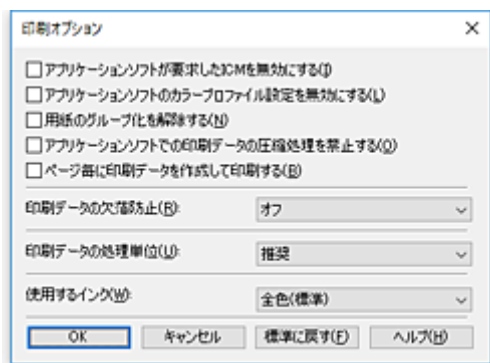 印刷オプション
アプリケーションソフトが要求したICMを無効にする(I)
アプリケーションソフトのカラープロファイル設定を無効にする(L)
用紙のグループ化を解除する(N)
アプリケーションソフトでの印刷データの圧縮処理を禁止する(O)
ページ毎に印刷データを作成して印刷する(B)
印刷データの欠落防止(R): オフ
印刷データの処理単位(U): 推奨
使用するインク(W): 全色(標準)
OK キャンセル 標準に戻す(F) ヘルプ(H)